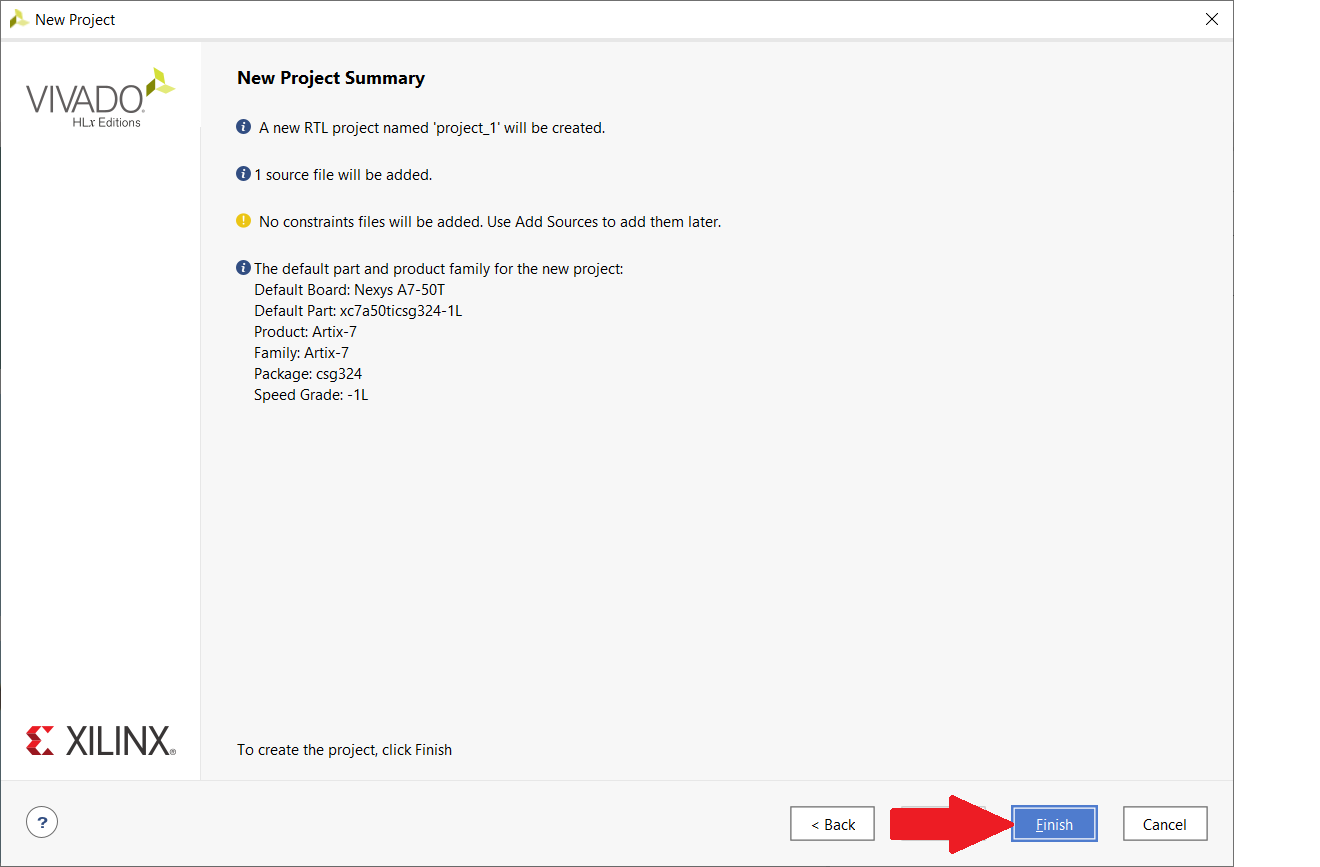 New Project
VIVADO
HLx Editions
New Project Summary
A new RTL project named 'project_1' will be created.
1 source file will be added.
No constraints files will be added. Use Add Sources to add them later.
The default part and product family for the new project:
Default Board: Nexys A7-50T
Default Part: xc7a50ticsg324-1L
Product: Artix-7
Family: Artix-7
Package: csg324
Speed Grade: -1L
XILINX®
To create the project, click Finish
?
< Back
Finish
Cancel